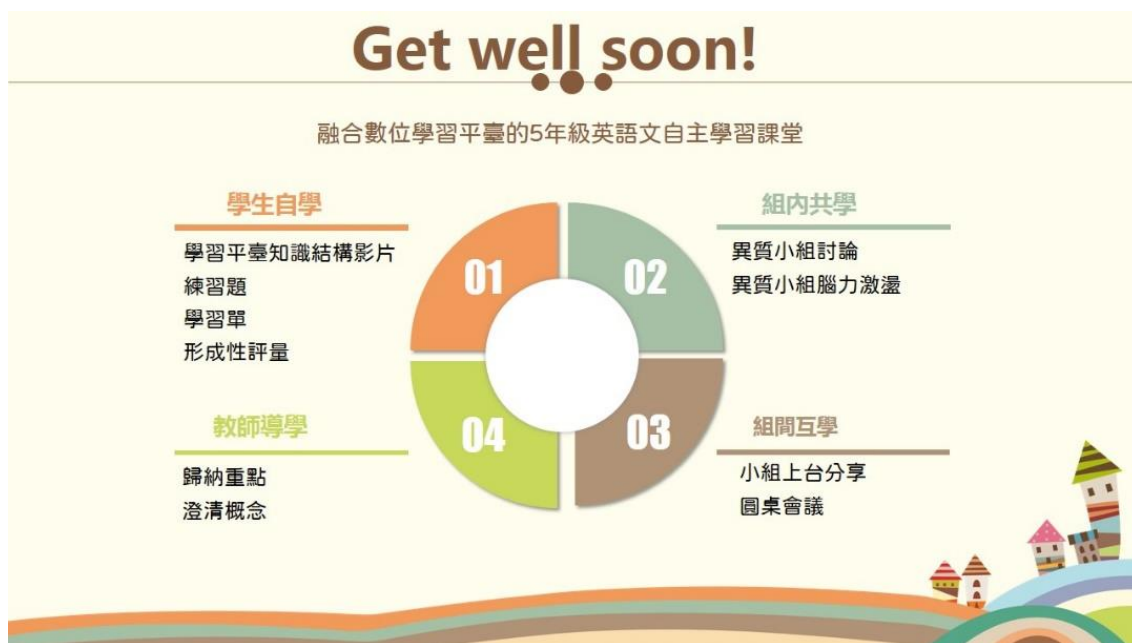 Get well soon!
融合數位學習平臺的5年級英語文自主學習課堂
學生自學
學習平臺知識結構影片
練習題
學習單
形成性評量
01
02
組內共學
異質小組討論
異質小組腦力激盪
教師導學
歸納重點
澄清概念
04
03
組間互學
小組上台分享
圓桌會議